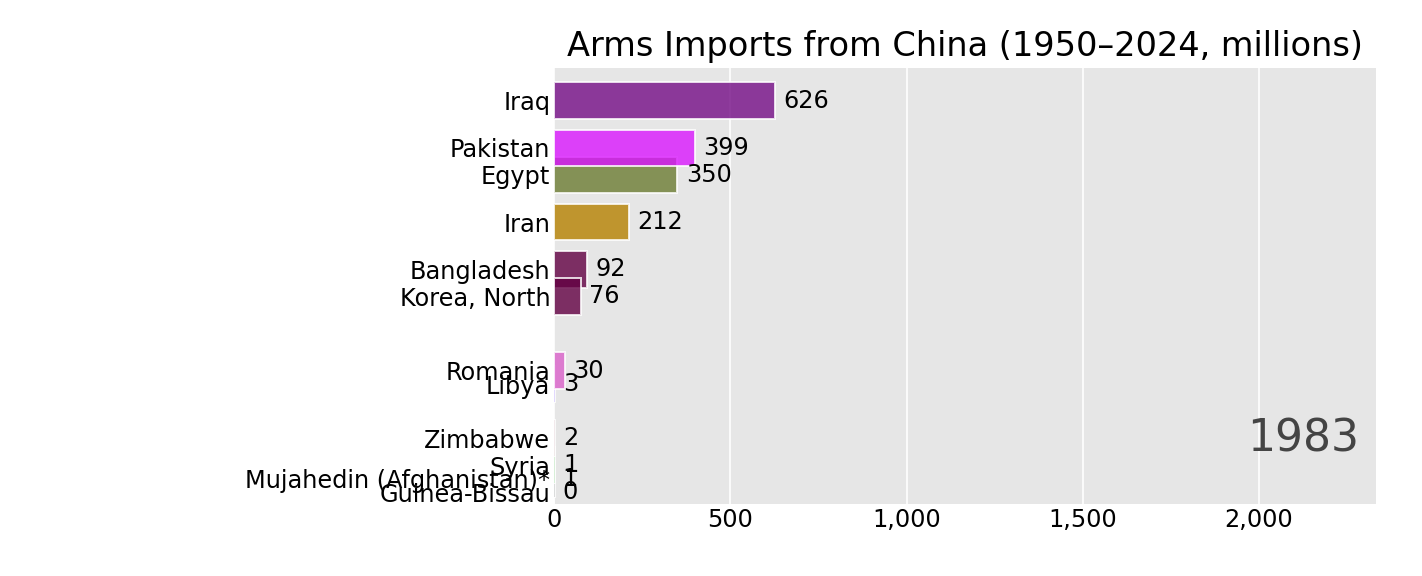 Arms Imports from China (1950–2024, millions)
Iraq 626
Pakistan 399
Egypt 350
Iran 212
Bangladesh 92
Korea, North 76
Romania 30
Libya 3
Zimbabwe 2
1983
Syria 1
Mujahedin (Afghanistan)* 1
Guinea-Bissau 0
0 500 1,000 1,500 2,000